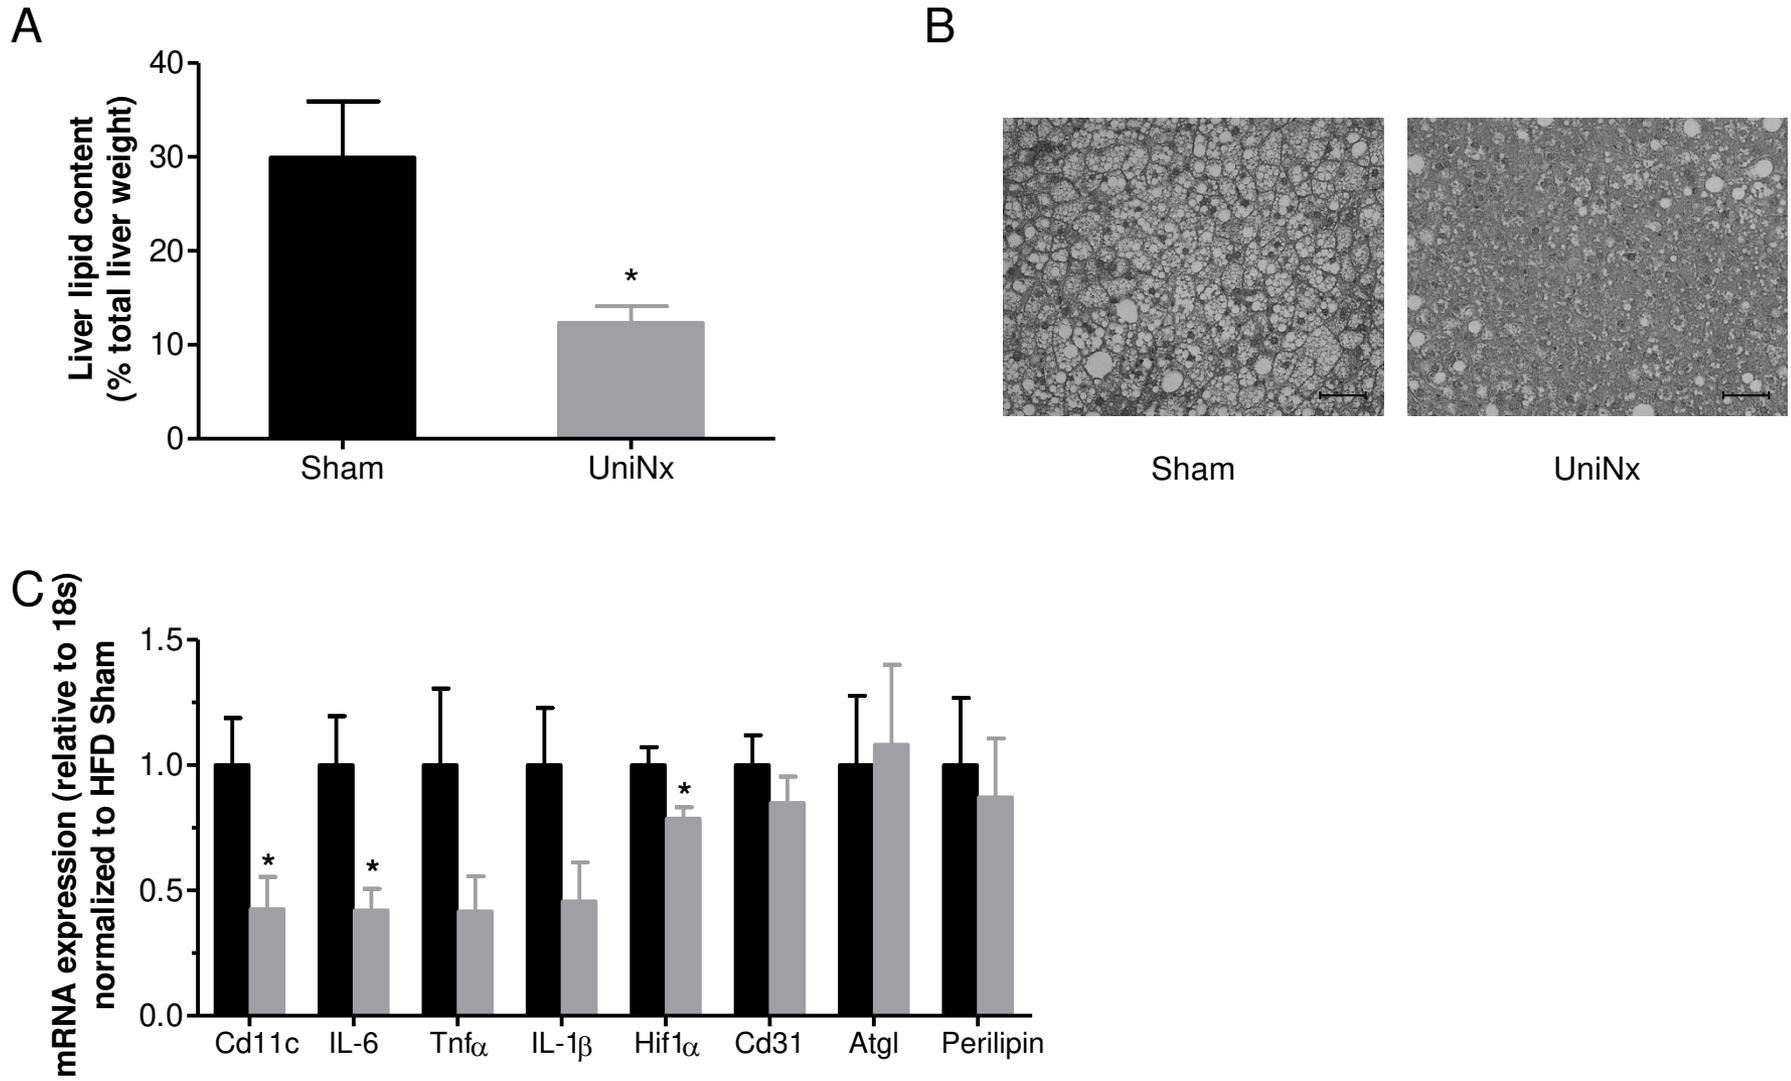 A
B
40
30
20
10
0
Liver lipid content
(% total liver weight)
*
Sham
UniNx
Sham
UniNx
C
mRNA expression (relative to 18s)
normalized to HFD Sham
1.5
1.0
0.5
0.0
*
*
*
Cd11c
IL-6
Tnfα
IL-1β
Hif1α
Cd31
Atgl
Perilipin